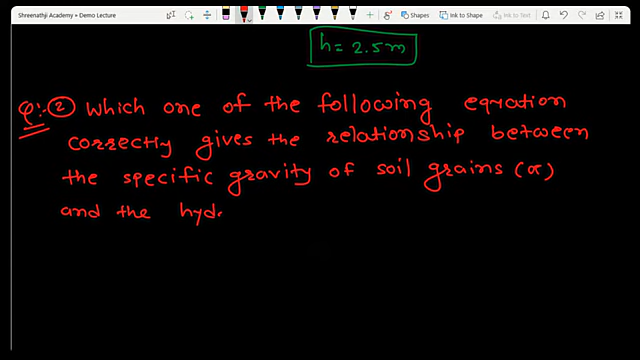 Shreenathji Academy • Demo Lecture
Shapes
Ink to Shape
Ink to Text
h = 2.5 m
Q:- ② Which one of the following equation
correctly gives the relationship between
the specific gravity of soil grains (α)
and the hyd.